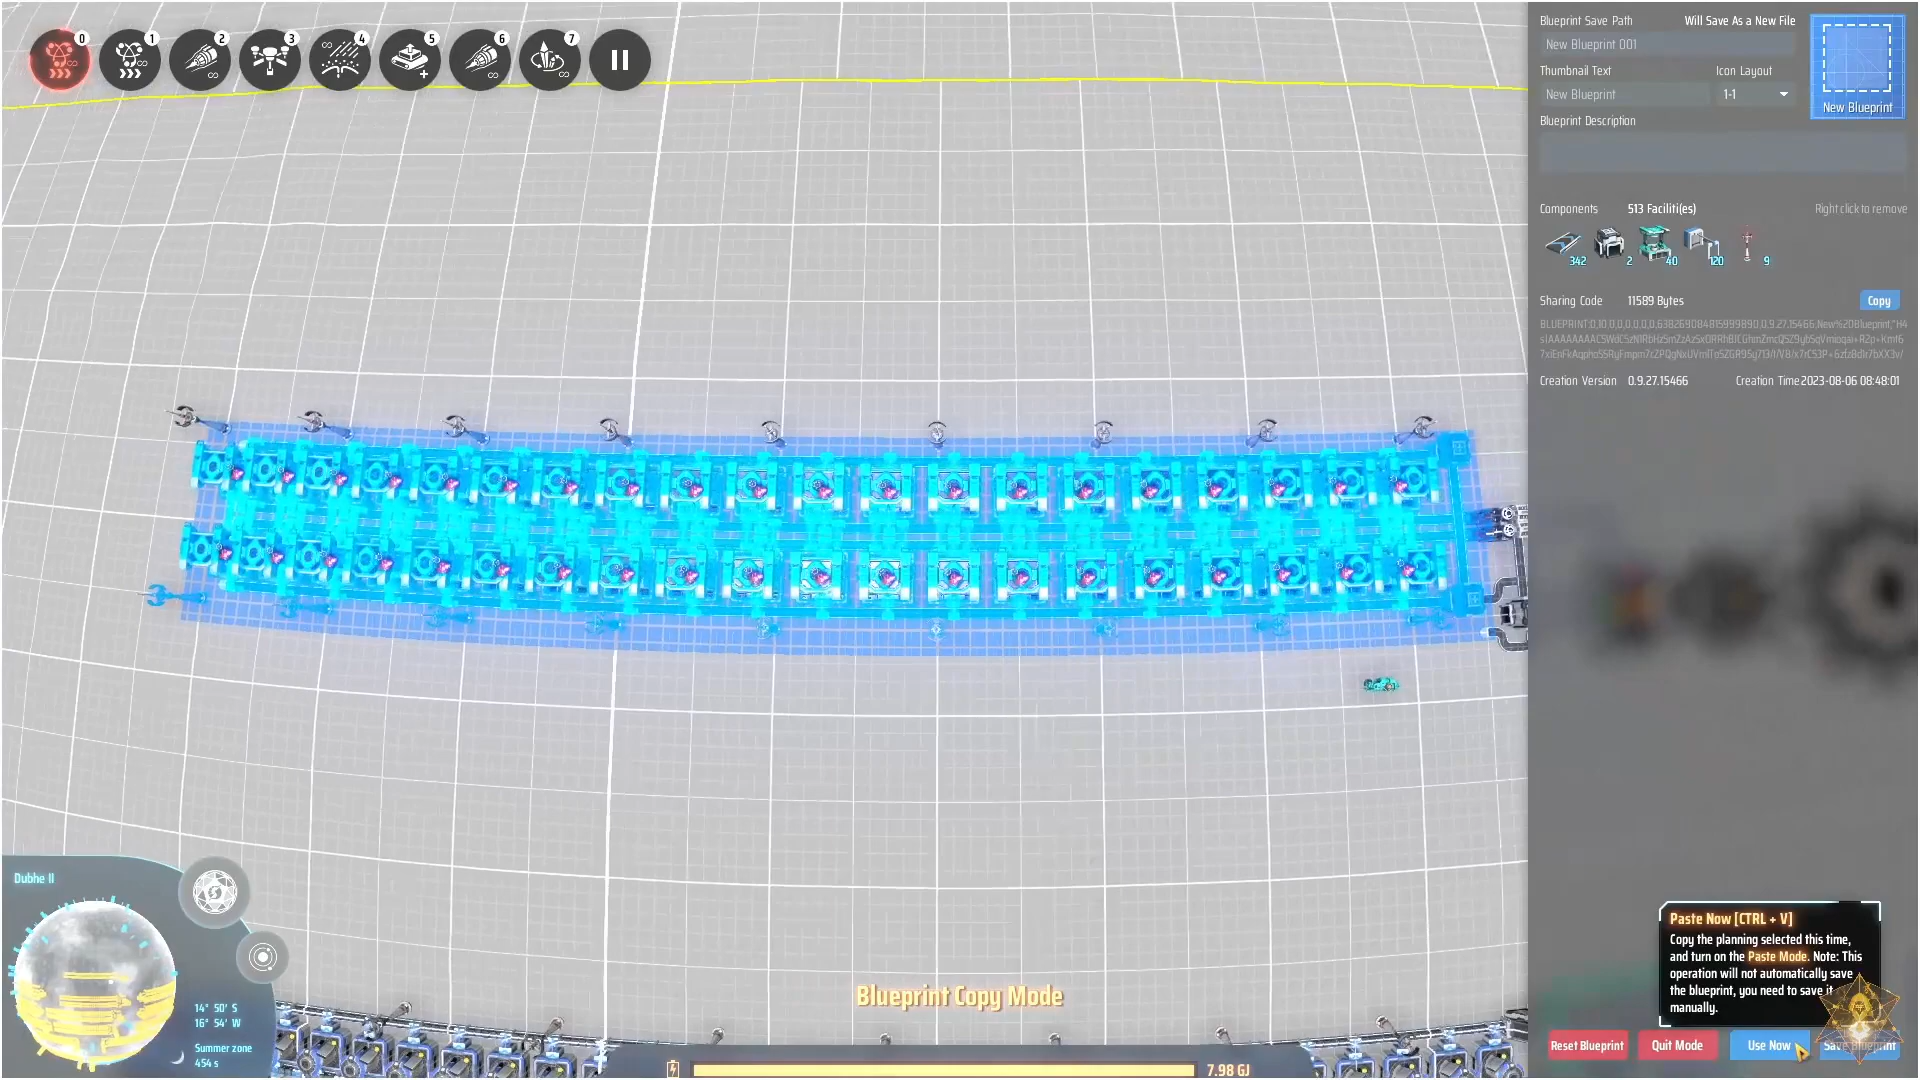 0
1
2
3
4
5
6
7
Blueprint Save Path
Will Save As a New File
New Blueprint 001
Thumbnail Text
Icon Layout
New Blueprint
1-1
New Blueprint
Blueprint Description
Components
513 Faciliti(es)
Right click to remove
342
2
40
120
9
Sharing Code
11589 Bytes
Copy
Creation Version
0.9.27.15466
Creation Time 2023-08-06 08:48:01
Dubhe II
14° 50' S
16° 54' W
Summer zone
454 s
Blueprint Copy Mode
7.98 GJ
Paste Now [CTRL + V]
Copy the planning selected this time,
and turn on the Paste Mode. Note: This
operation will not automatically save
the blueprint, you need to save it
manually.
Reset Blueprint
Quit Mode
Use Now
Save Blueprint